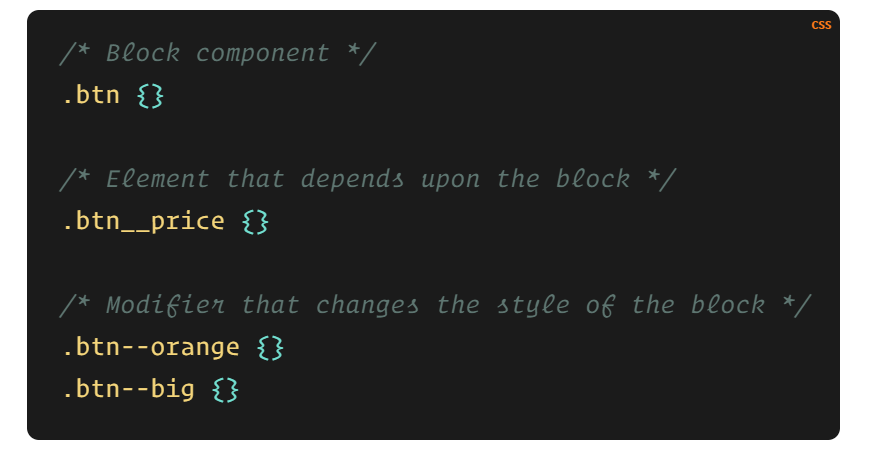 CSS
/* Block component */
.btn {}
/* Element that depends upon the block */
.btn__price {}
/* Modifier that changes the style of the block */
.btn--orange {}
.btn--big {}